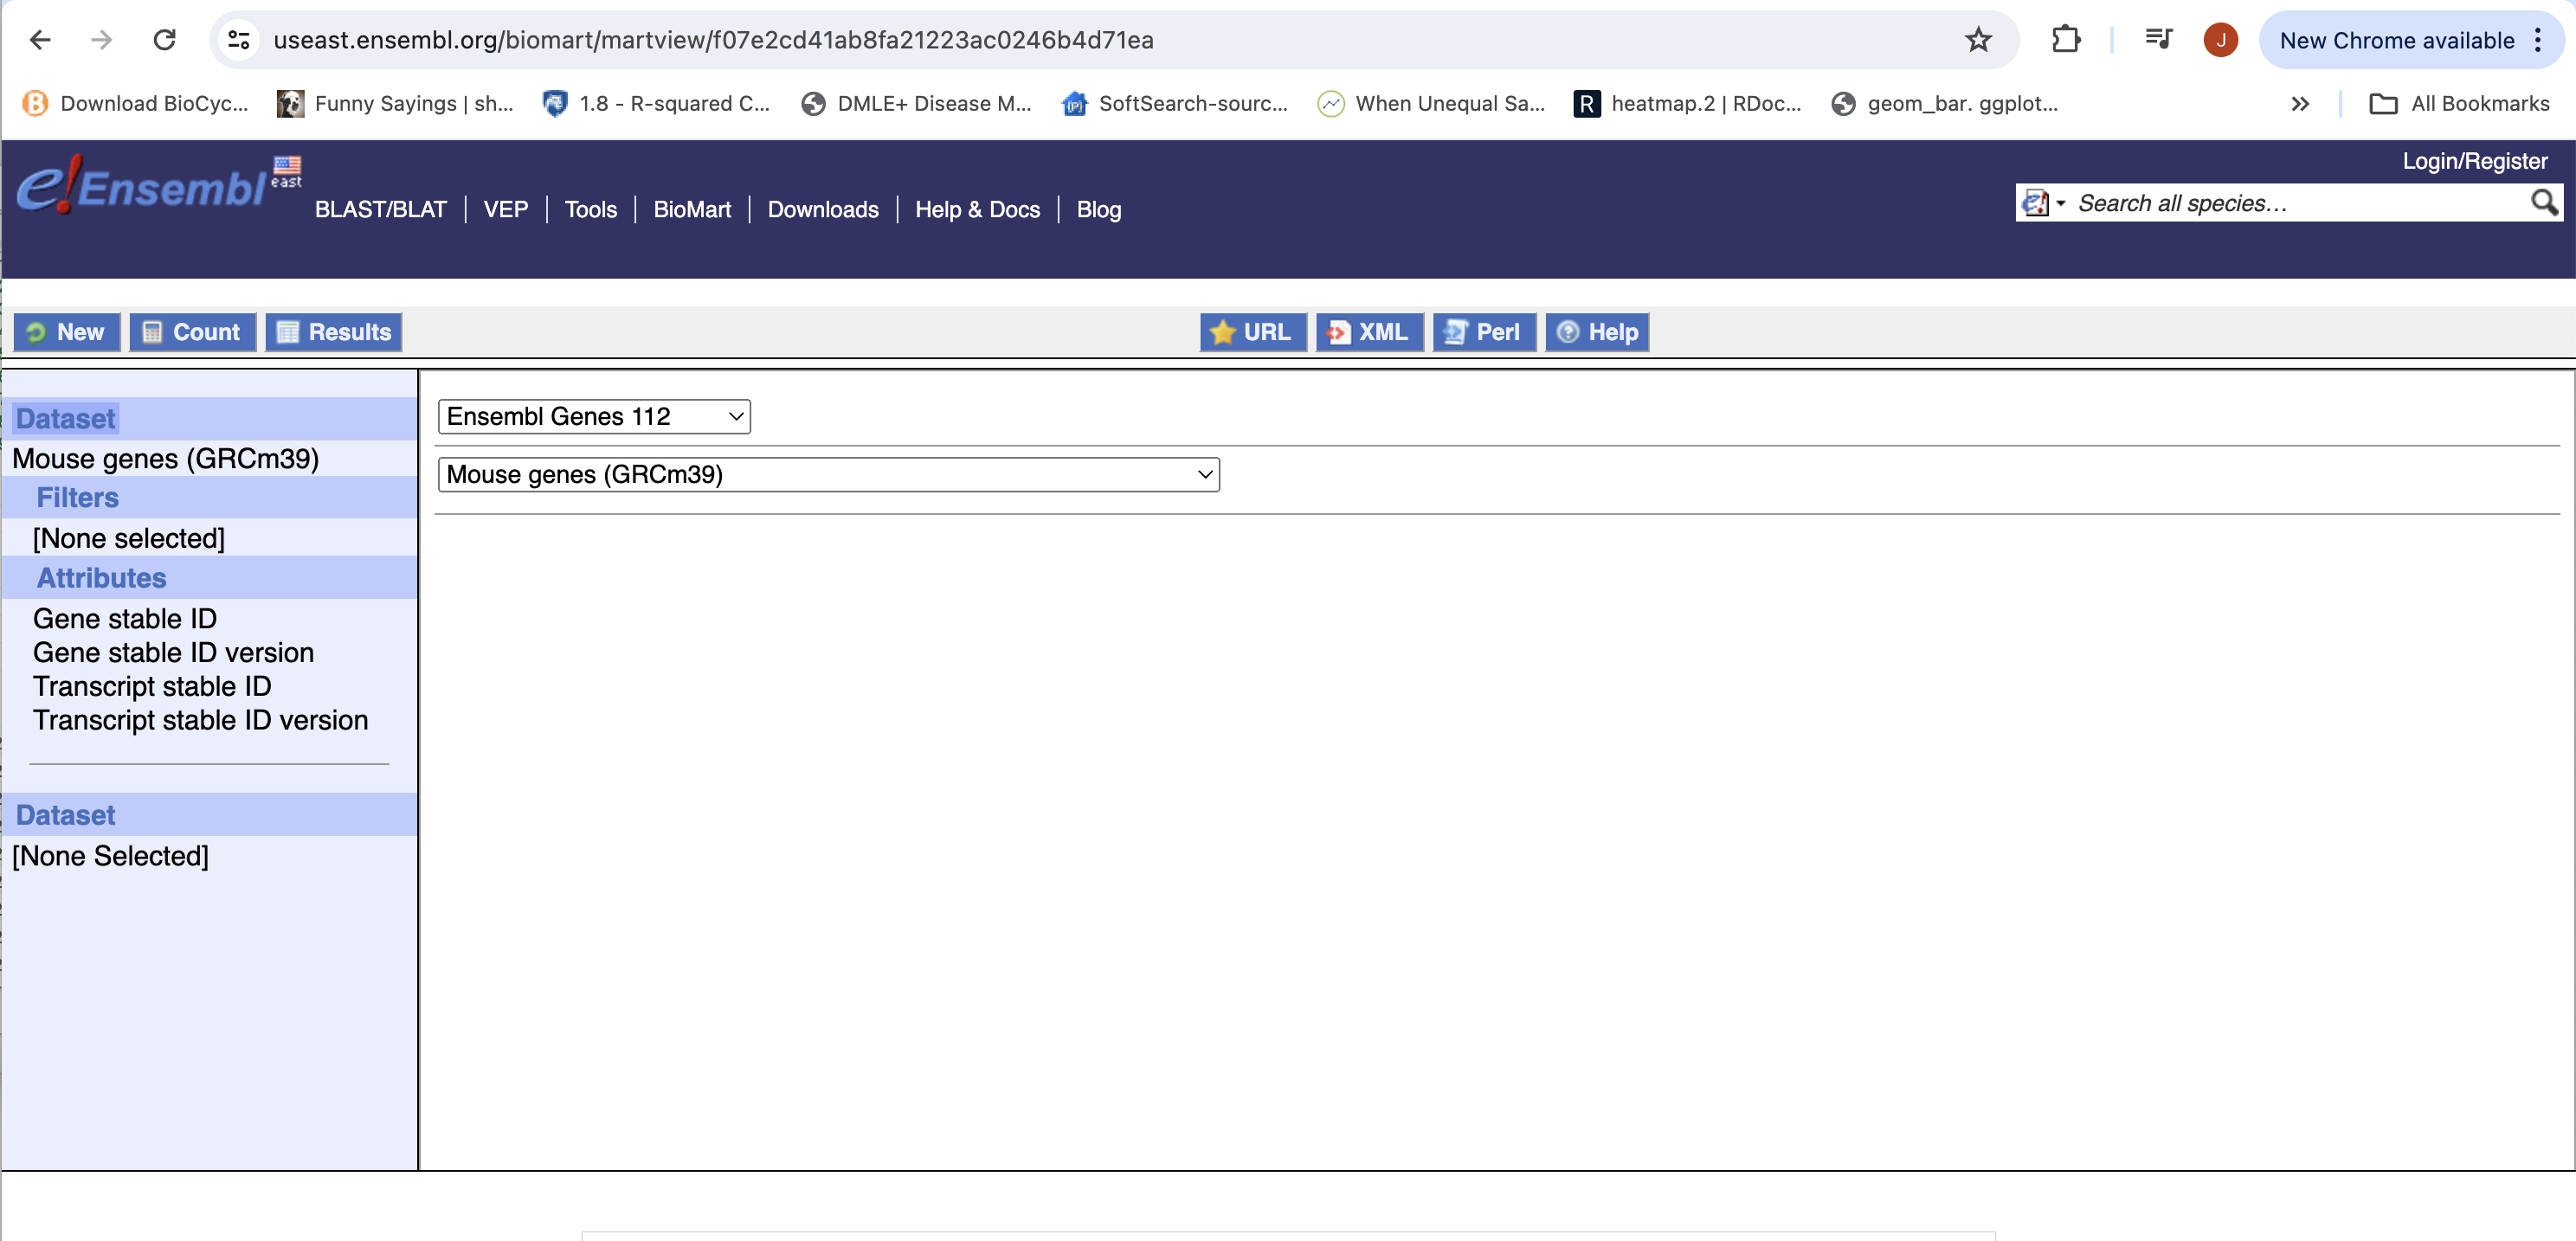 useast.ensembl.org/biomart/martview/f07e2cd41ab8fa21223ac0246b4d71ea
J
New Chrome available
Download BioCyc...
Funny Sayings | sh...
1.8 - R-squared C...
DMLE+ Disease M...
SoftSearch-sourc...
When Unequal Sa...
R
heatmap.2 | RDoc...
geom_bar. ggplot...
All Bookmarks
e!Ensembl
east
BLAST/BLAT | VEP | Tools | BioMart | Downloads | Help & Docs | Blog
Login/Register
Search all species...
New
Count
Results
URL
XML
Perl
Help
Dataset
Mouse genes (GRCm39)
Filters
[None selected]
Attributes
Gene stable ID
Gene stable ID version
Transcript stable ID
Transcript stable ID version
Dataset
[None Selected]
Ensembl Genes 112
Mouse genes (GRCm39)